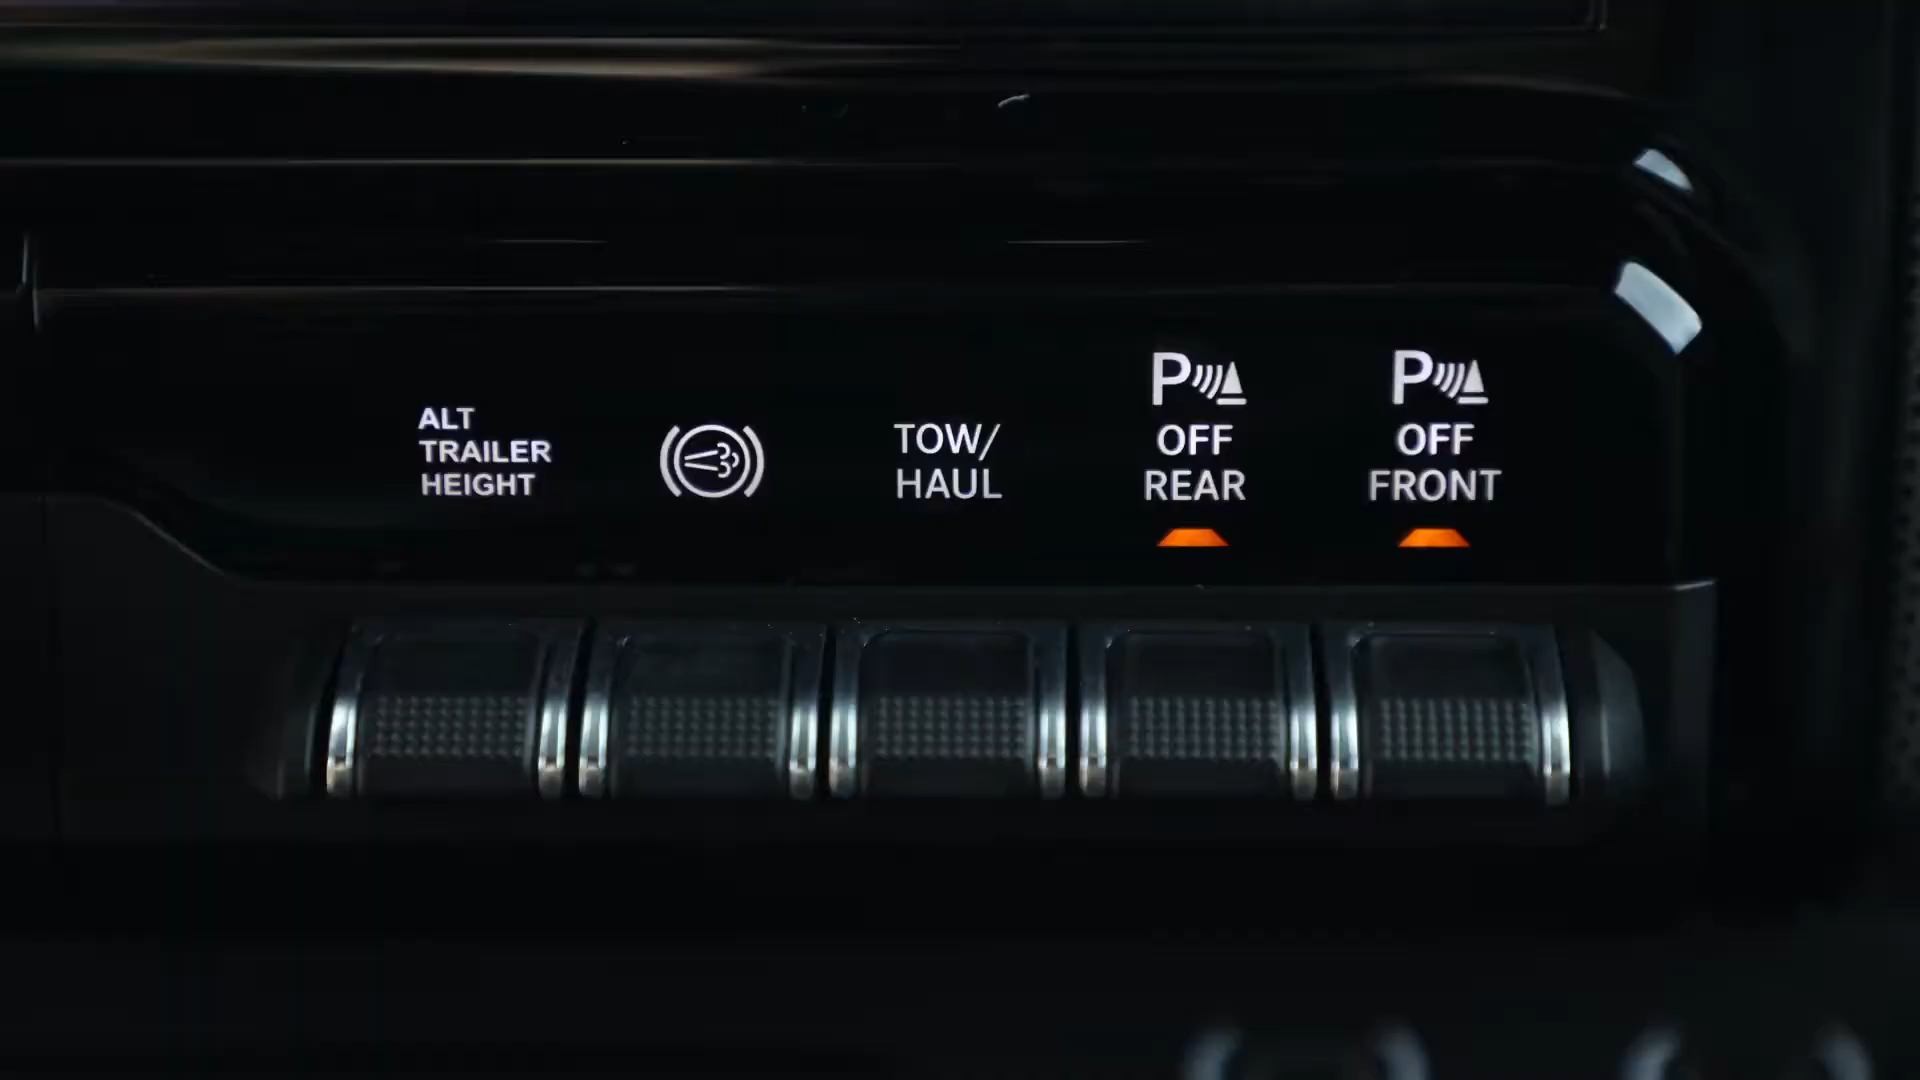 ALT
TRAILER
HEIGHT
TOW/
HAUL
P
OFF
REAR
P
OFF
FRONT